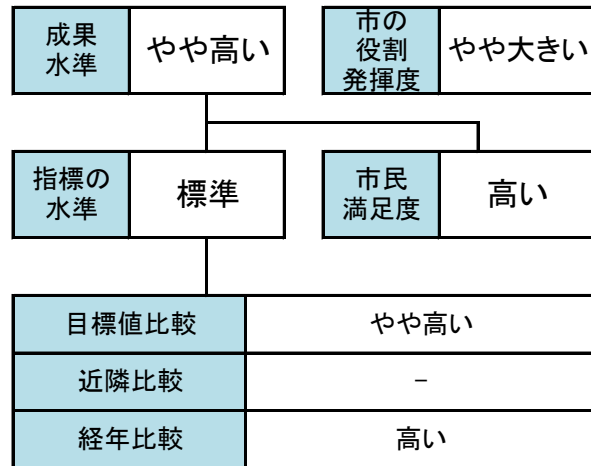 成果
水準
やや高い
市の
役割
発揮度
やや大きい
指標の
水準
標準
市民
満足度
高い
目標値比較
やや高い
近隣比較
－
経年比較
高い